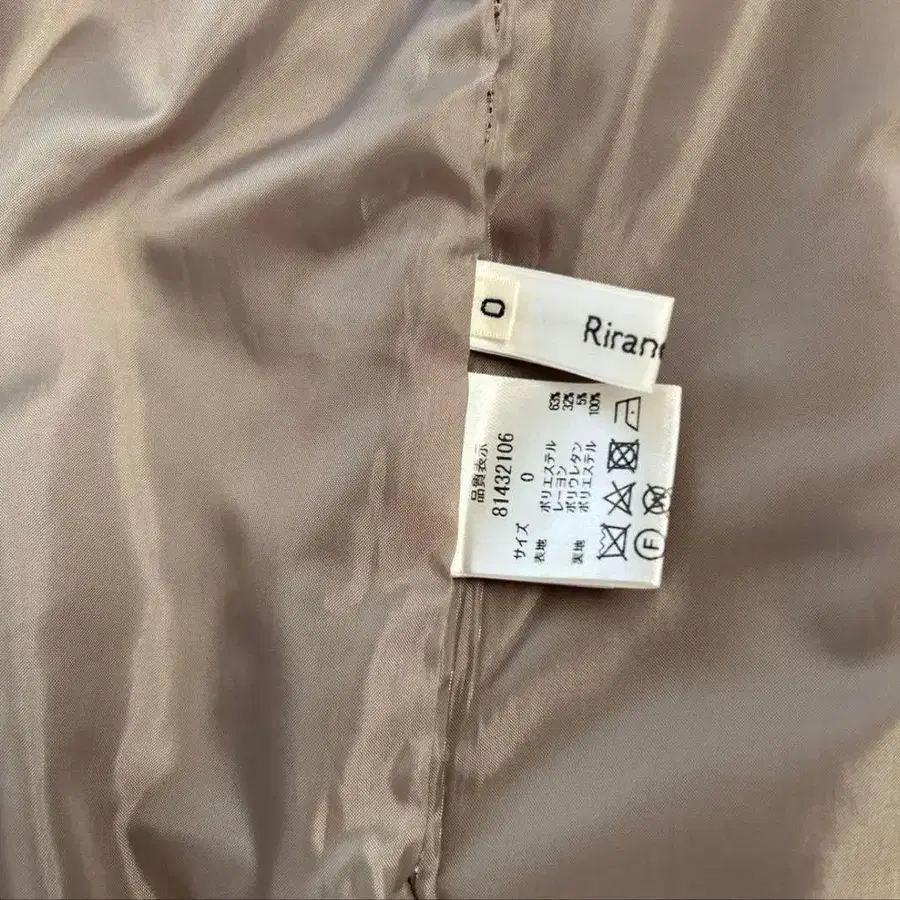 0
Riran
品質表示
81432106
サイズ 0
表地 ポリエステル 63%
レーヨン 32%
ポリウレタン 5%
裏地 ポリエステル 100%
F
W